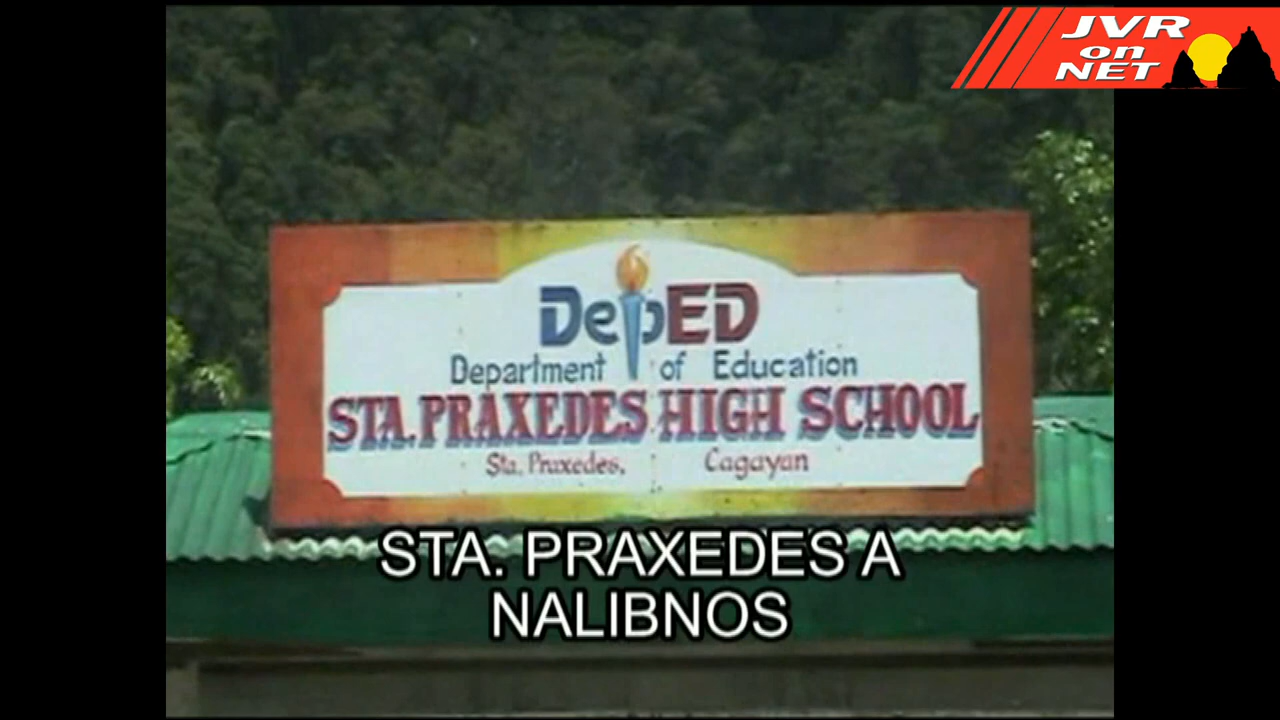 JVR
on
NET
DepED
Department of Education
STA. PRAXEDES HIGH SCHOOL
Sta. Praxedes, Cagayan
STA. PRAXEDES A
NALIBNOS